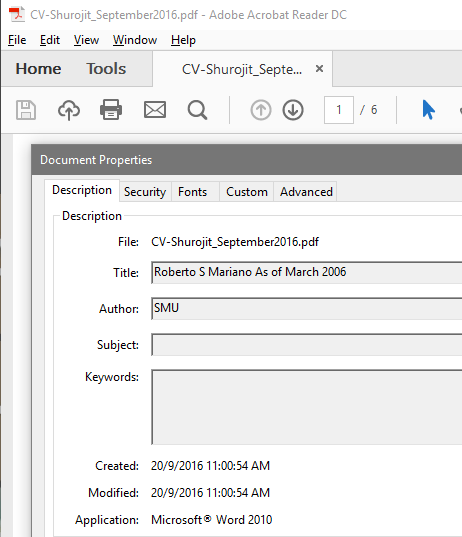 CV-Shurojit_September2016.pdf - Adobe Acrobat Reader DC
File Edit View Window Help
Home Tools CV-Shurojit_Septe... ×
1 / 6
Document Properties
Description Security Fonts Custom Advanced
Description
File: CV-Shurojit_September2016.pdf
Title: Roberto S Mariano As of March 2006
Author: SMU
Subject:
Keywords:
Created: 20/9/2016 11:00:54 AM
Modified: 20/9/2016 11:00:54 AM
Application: Microsoft® Word 2010